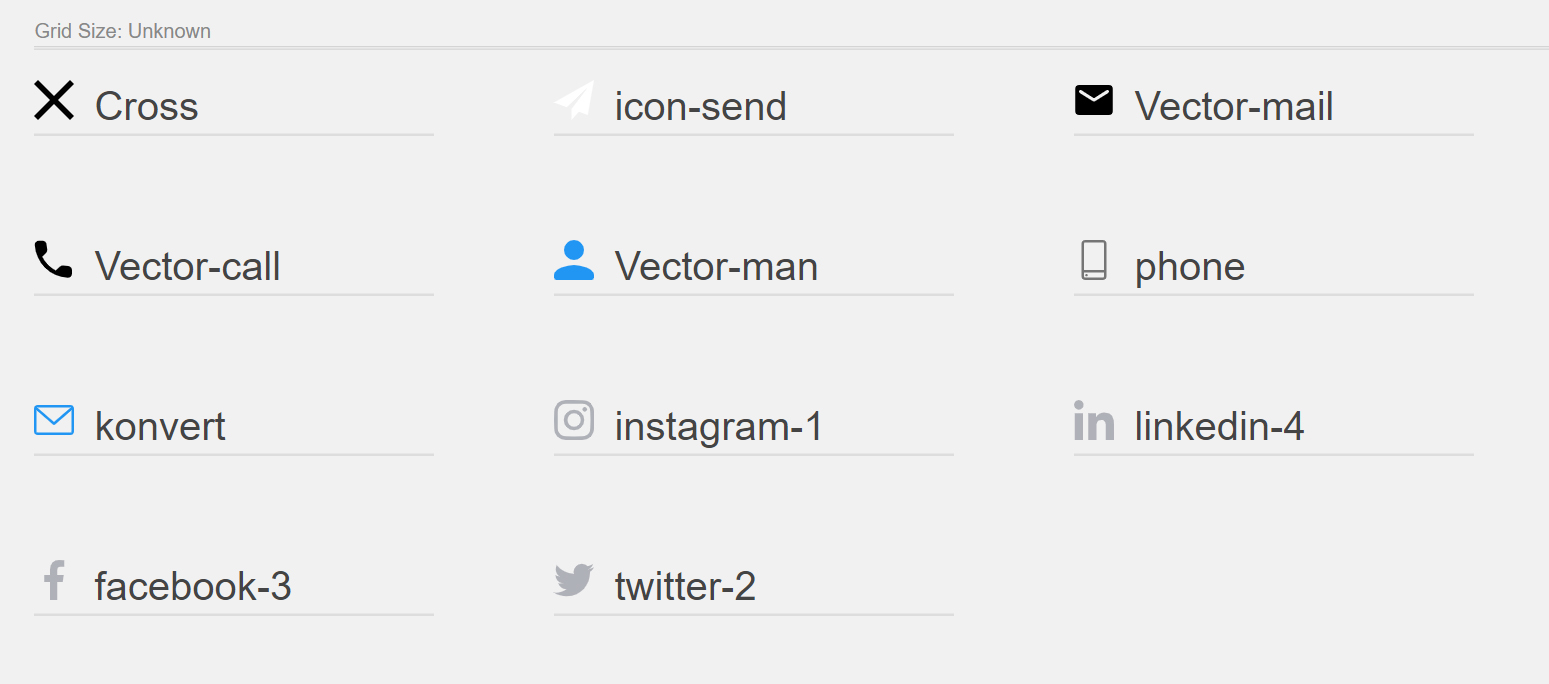 Grid Size: Unknown
Cross
icon-send
Vector-mail
Vector-call
Vector-man
phone
konvert
instagram-1
linkedin-4
facebook-3
twitter-2